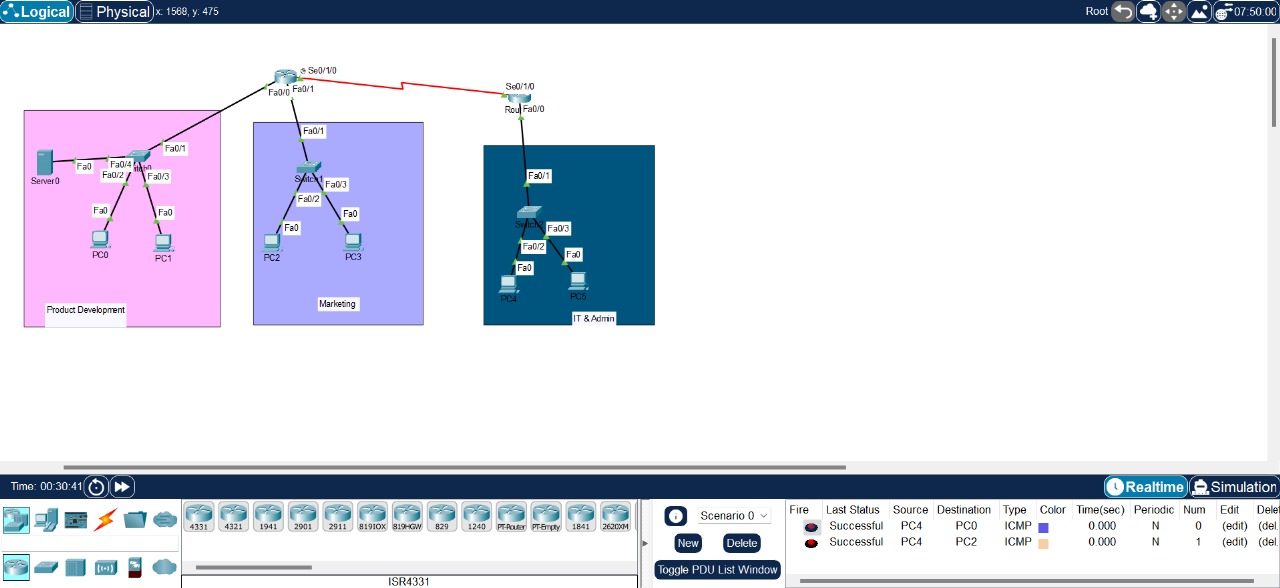 Logical Physical x: 1568, y: 475 Root 07:50:00
Se0/1/0
Fa0/0 Fa0/1
Se0/1/0
Fa0/0
Fa0/1
Fa0/4
Fa0
Fa0/2 Fa0/3
Server0
Fa0 Fa0
PC0 PC1
Product Development
Fa0/1
Fa0/3
Fa0/2
Fa0
Fa0
PC2 PC3
Marketing
Fa0/1
Switch2
Fa0/3
Fa0/2
Fa0
Fa0
PC4
IT & Admin
Time: 00:30:41 Realtime Simulation
4331 4321 1941 2901 2911 819IOX 819HGW 829 1240 PT-Router PT-Empty 1841 2620XM
ISR4331
Scenario 0
New Delete
Toggle PDU List Window
Fire Last Status Source Destination Type Color Time(sec) Periodic Num Edit Delet
Successful PC4 PC0 ICMP 0.000 N 0 (edit) (del
Successful PC4 PC2 ICMP 0.000 N 1 (edit) (del.